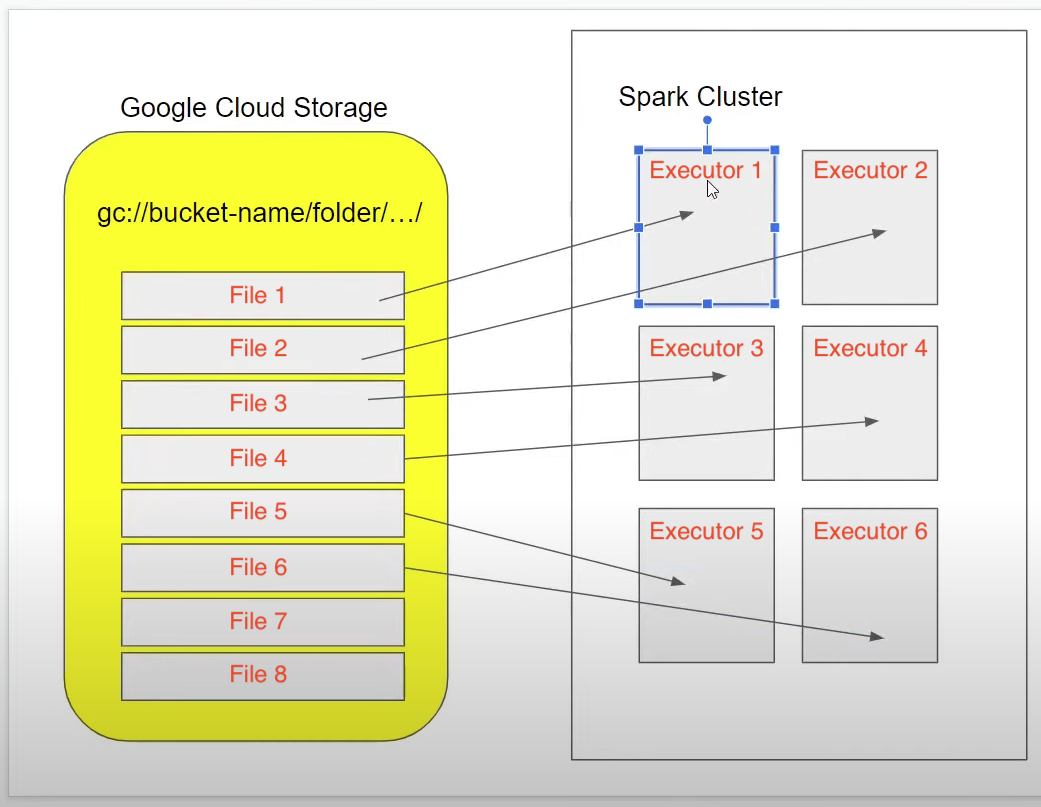 Google Cloud Storage
gc://bucket-name/folder/…/
File 1
File 2
File 3
File 4
File 5
File 6
File 7
File 8
Spark Cluster
Executor 1
Executor 2
Executor 3
Executor 4
Executor 5
Executor 6